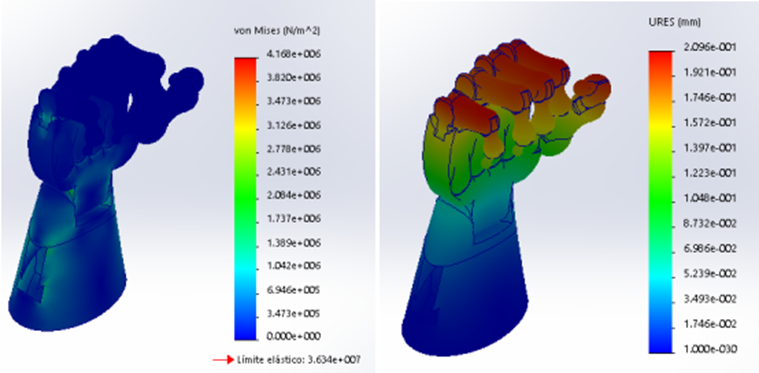 von Mises (N/m^2)
4.168e+006
3.820e+006
3.473e+006
3.126e+006
2.778e+006
2.431e+006
2.084e+006
1.737e+006
1.389e+006
1.042e+006
6.946e+005
3.473e+005
0.000e+000
Límite elástico: 3.634e+007
URES (mm)
2.096e-001
1.921e-001
1.746e-001
1.572e-001
1.397e-001
1.223e-001
1.048e-001
8.732e-002
6.986e-002
5.239e-002
3.493e-002
1.746e-002
1.000e-030